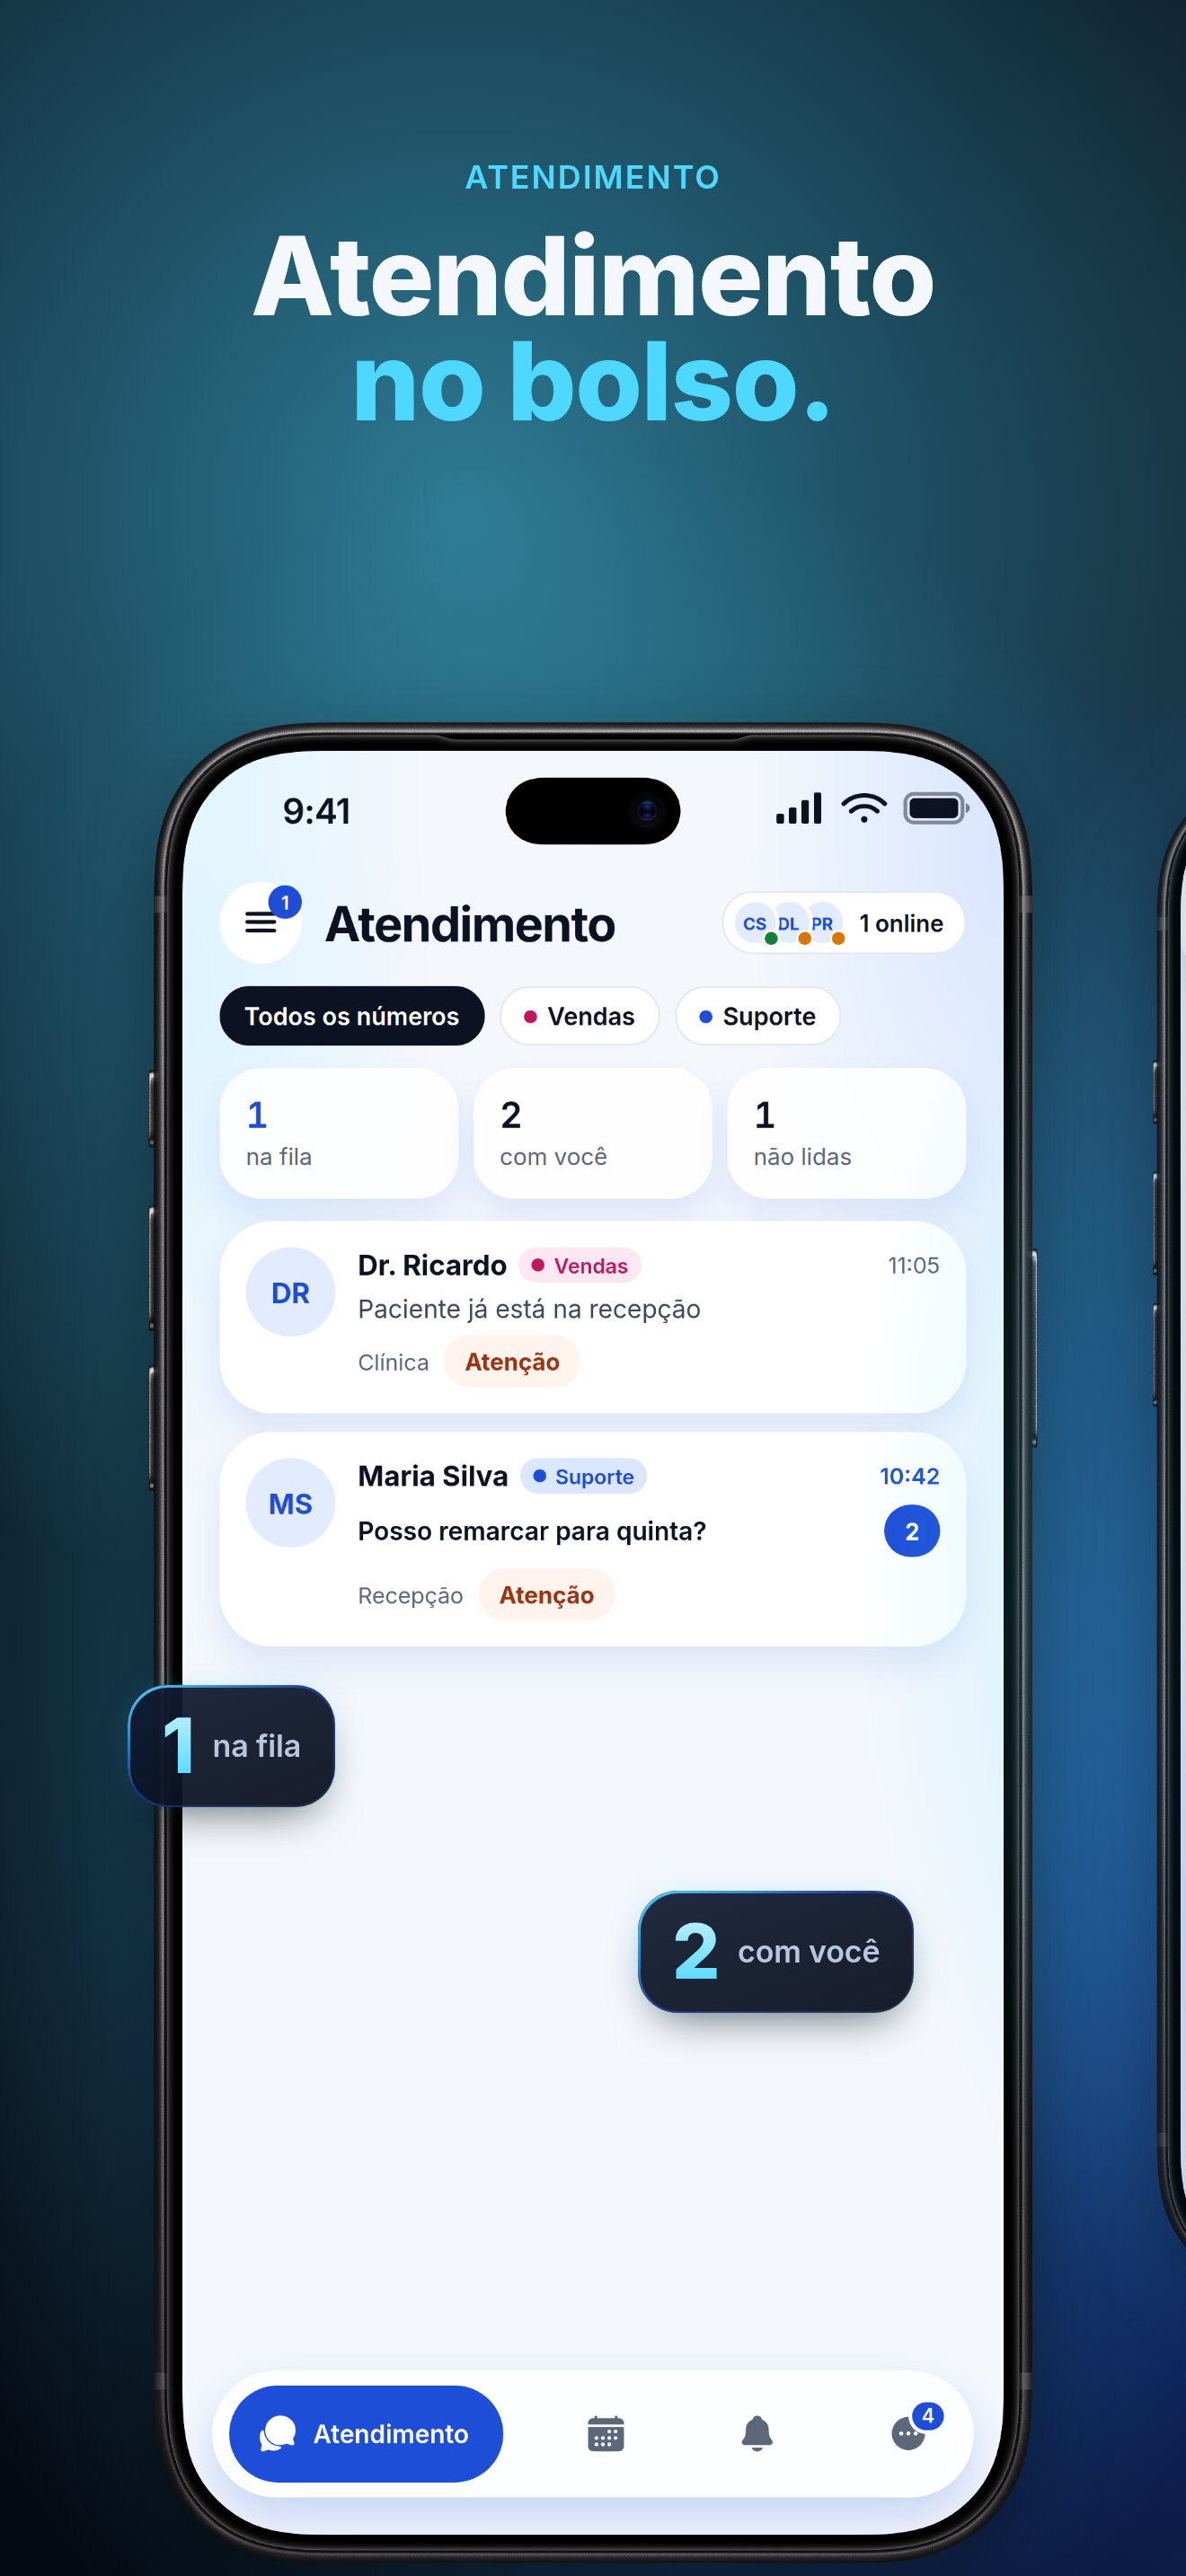 ATENDIMENTO
Atendimento
no bolso.
9:41
1
Atendimento
CS DL PR 1 online
Todos os números Vendas Suporte
1 2 1
na fila com você não lidas
DR Dr. Ricardo Vendas 11:05
Paciente já está na recepção
Clínica Atenção
MS Maria Silva Suporte 10:42
Posso remarcar para quinta? 2
Recepção Atenção
1 na fila
2 com você
Atendimento 4